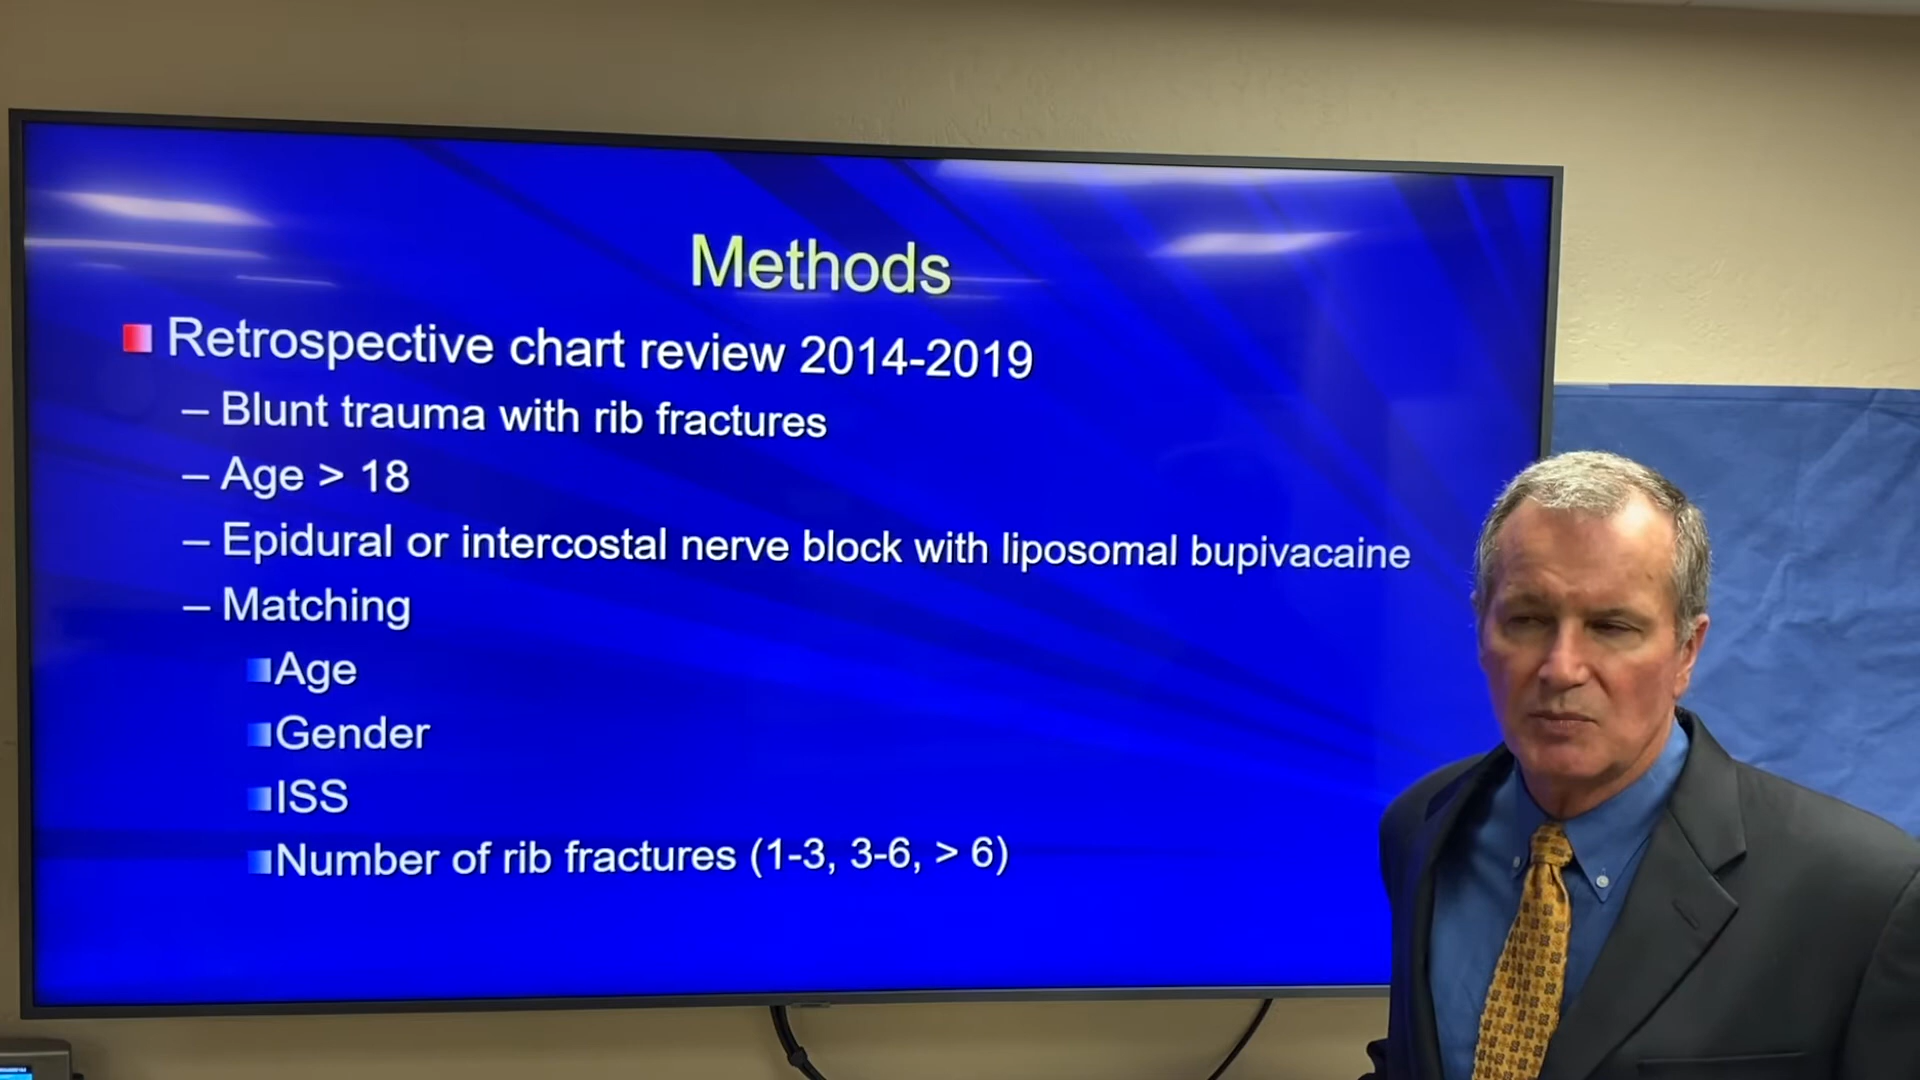 Methods
Retrospective chart review 2014-2019
– Blunt trauma with rib fractures
– Age > 18
– Epidural or intercostal nerve block with liposomal bupivacaine
– Matching
Age
Gender
ISS
Number of rib fractures (1-3, 3-6, > 6)